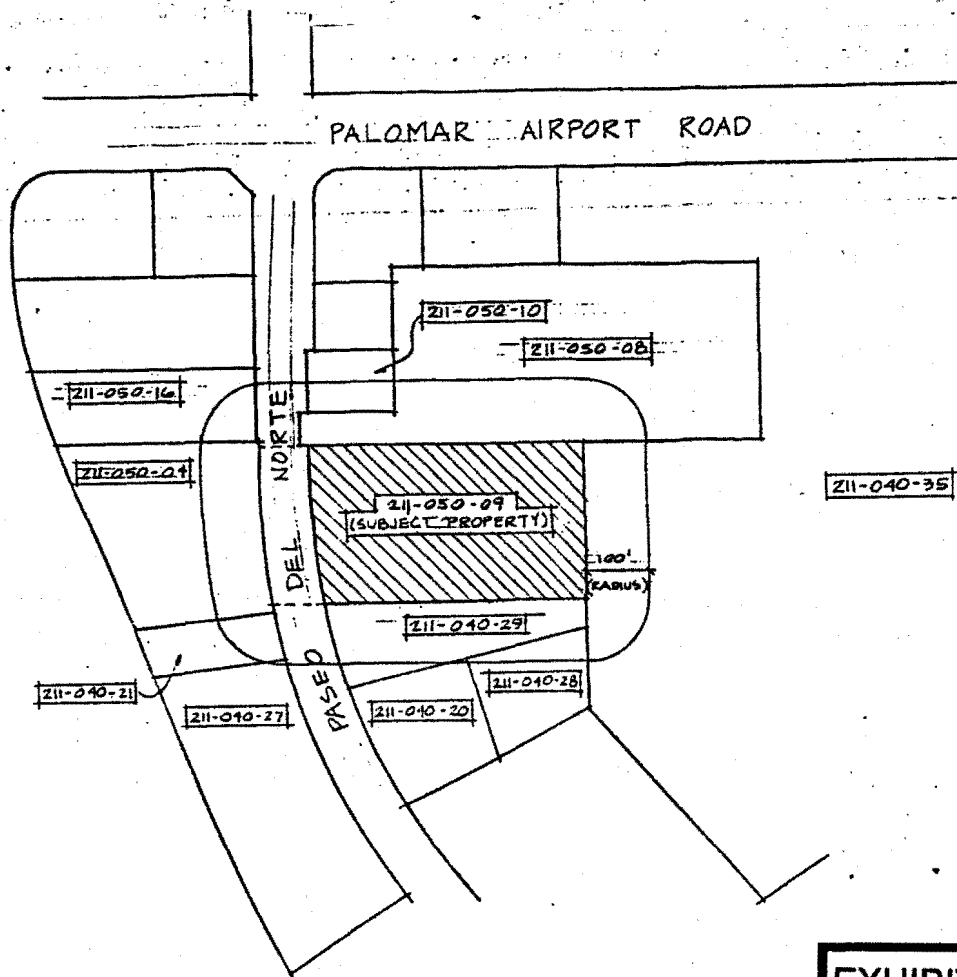 PALOMAR AIRPORT ROAD
211-050-10
211-050-08
211-050-16
NORTE
211-050-04
211-040-35
211-050-09
(SUBJECT PROPERTY)
100'
(RADIUS)
DEL
211-040-29
PASEO
211-040-28
211-040-21
211-040-27
211-040-20
EXHIBIT